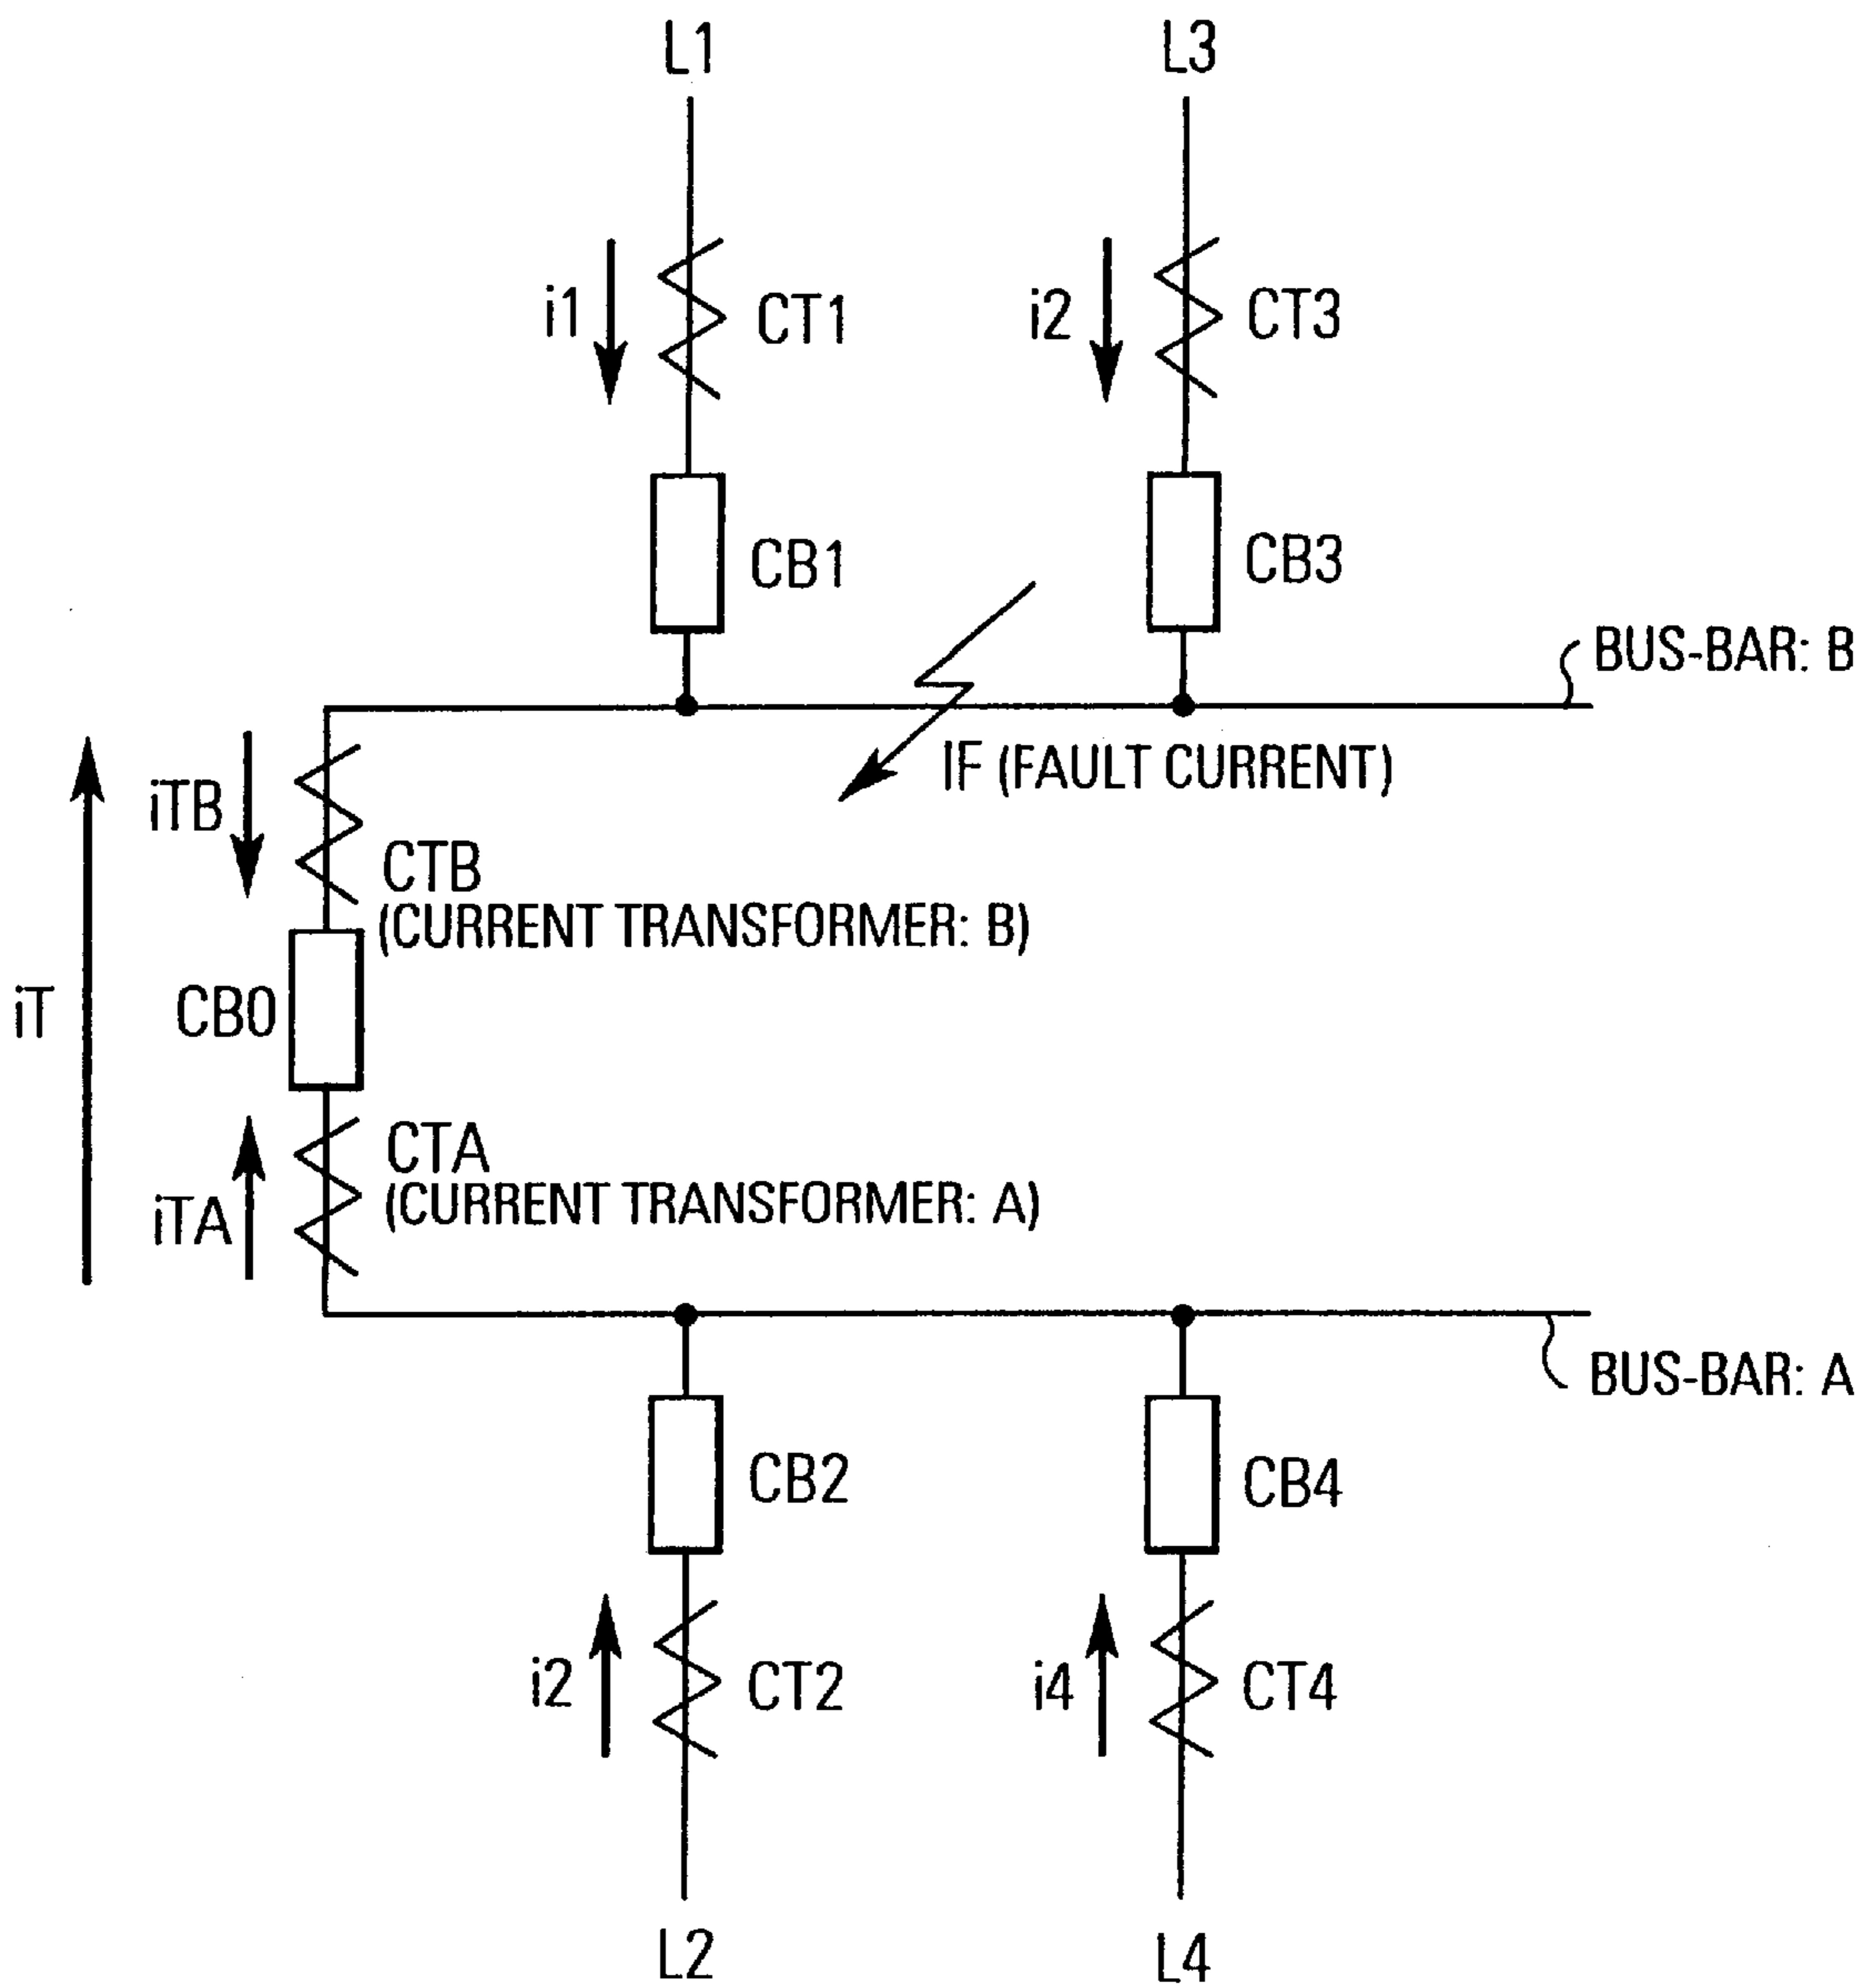 L1
L3
i1
CT1
i2
CT3
CB1
CB3
BUS-BAR: B
IF (FAULT CURRENT)
iTB
CTB
(CURRENT TRANSFORMER: B)
iT
CB0
CTA
(CURRENT TRANSFORMER: A)
iTA
BUS-BAR: A
CB2
CB4
i2
CT2
i4
CT4
L2
L4